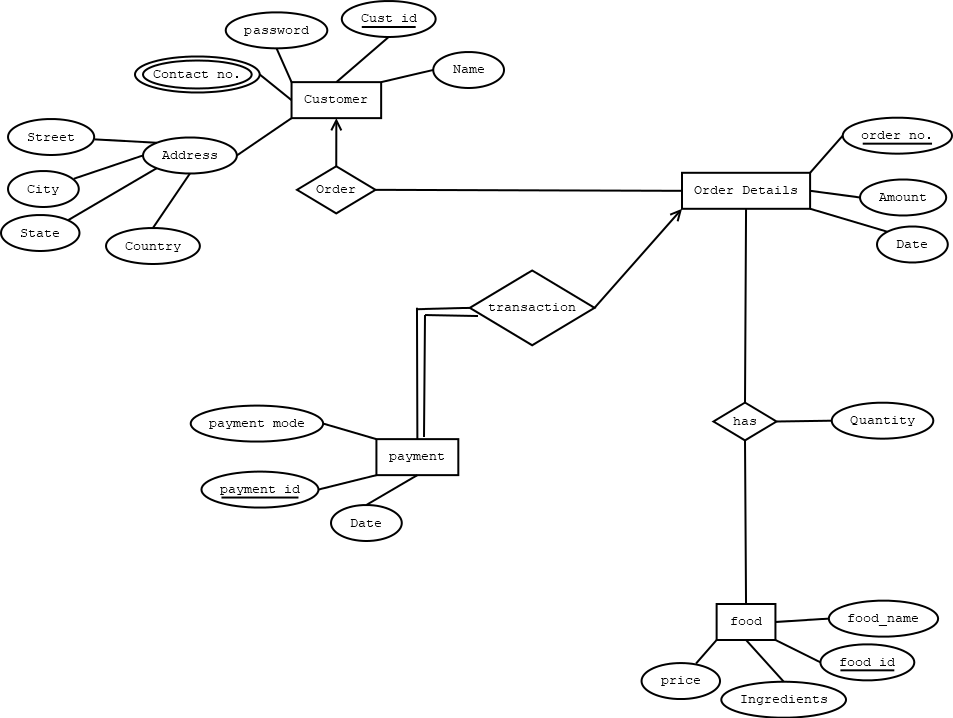 Cust id
password
Name
Contact no.
Customer
Street
order no.
Address
City
Order
Order Details
Amount
State
Country
Date
transaction
payment mode
has
Quantity
payment
payment id
Date
food
food_name
food id
price
Ingredients